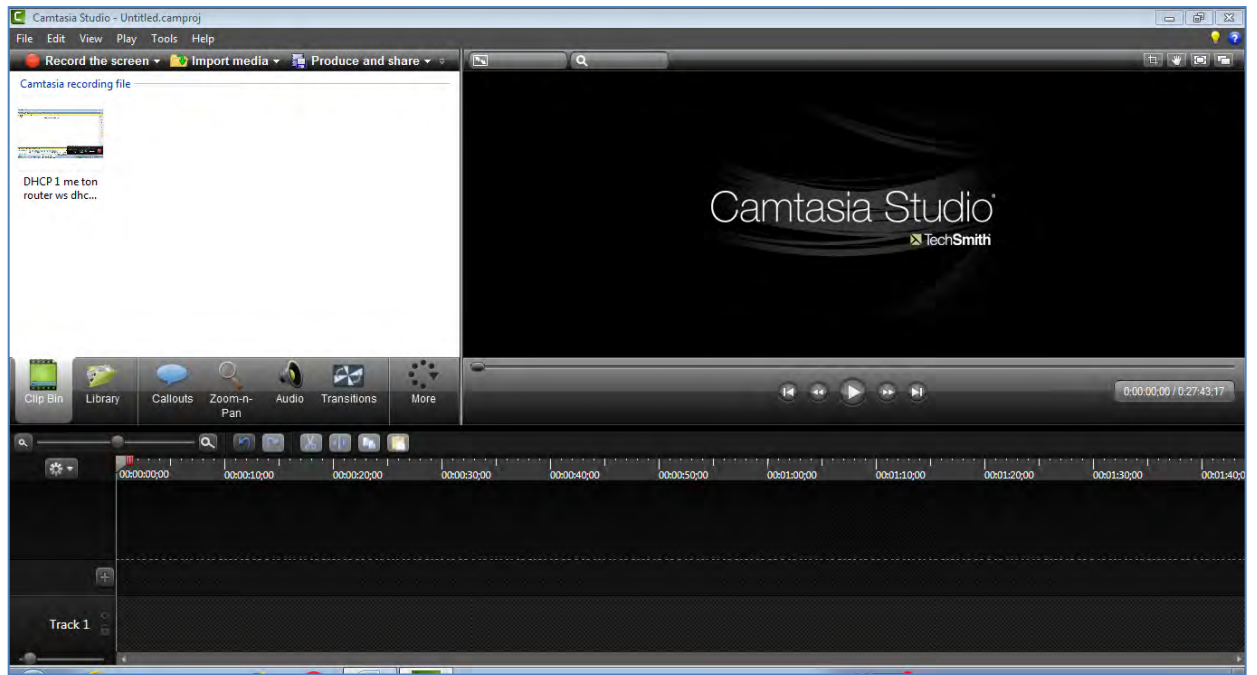 Camtasia Studio - Untitled.camproj
File Edit View Play Tools Help
Record the screen Import media Produce and share
Camtasia recording file
DHCP 1 me ton
router ws dhc...
Camtasia Studio
TechSmith
Clip Bin Library Callouts Zoom-n-Pan Audio Transitions More
0:00:00;00 / 0:27:43;17
00:00:00;00 00:00:10;00 00:00:20;00 00:00:30;00 00:00:40;00 00:00:50;00 00:01:00;00 00:01:10;00 00:01:20;00 00:01:30;00 00:01:40;0
Track 1